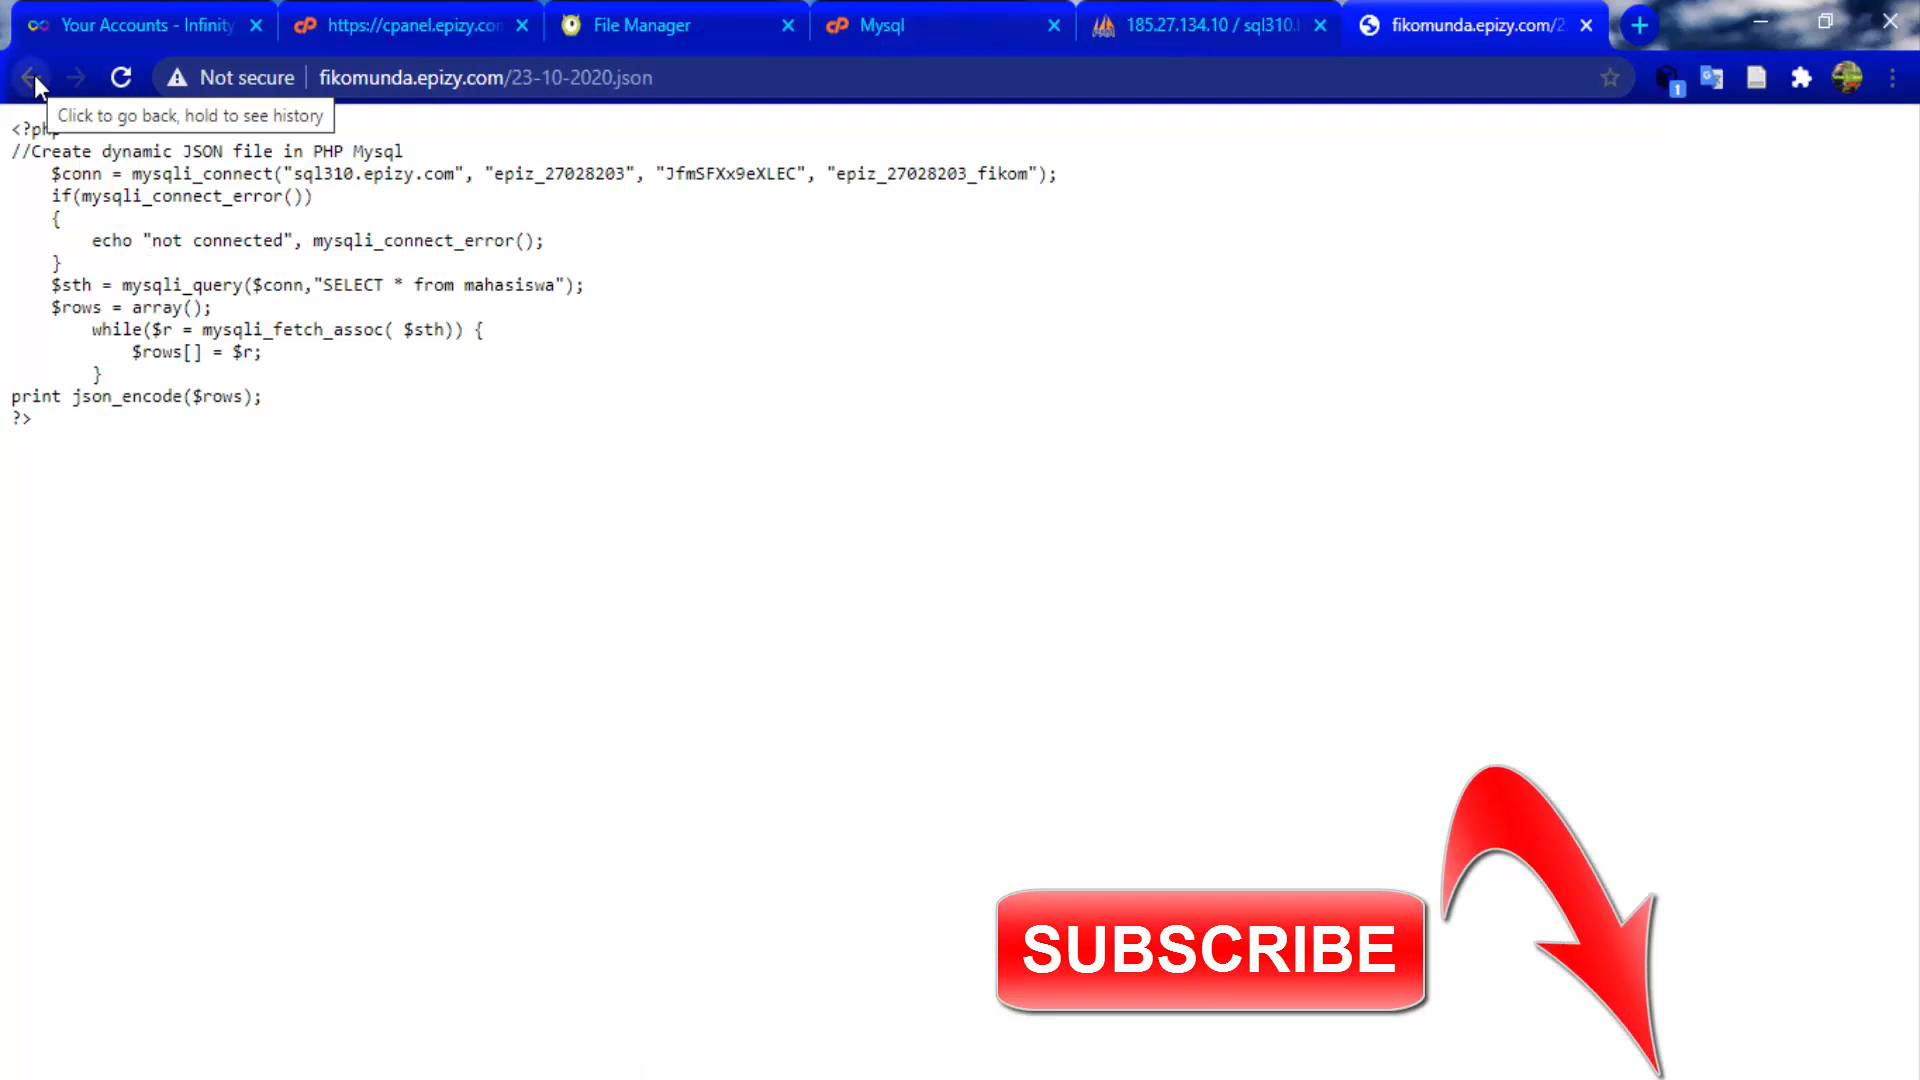 Your Accounts - Infinity
https://cpanel.epizy.con
File Manager
Mysql
185.27.134.10 / sql310.
fikomunda.epizy.com/2
Not secure
fikomunda.epizy.com/23-10-2020.json
1
Click to go back, hold to see history
<?php
//Create dynamic JSON file in PHP Mysql
$conn = mysqli_connect("sql310.epizy.com", "epiz_27028203", "JfmSFXx9eXLEC", "epiz_27028203_fikom");
if(mysqli_connect_error())
{
echo "not connected", mysqli_connect_error();
}
$sth = mysqli_query($conn,"SELECT * from mahasiswa");
$rows = array();
while($r = mysqli_fetch_assoc( $sth)) {
$rows[] = $r;
}
print json_encode($rows);
?>
SUBSCRIBE